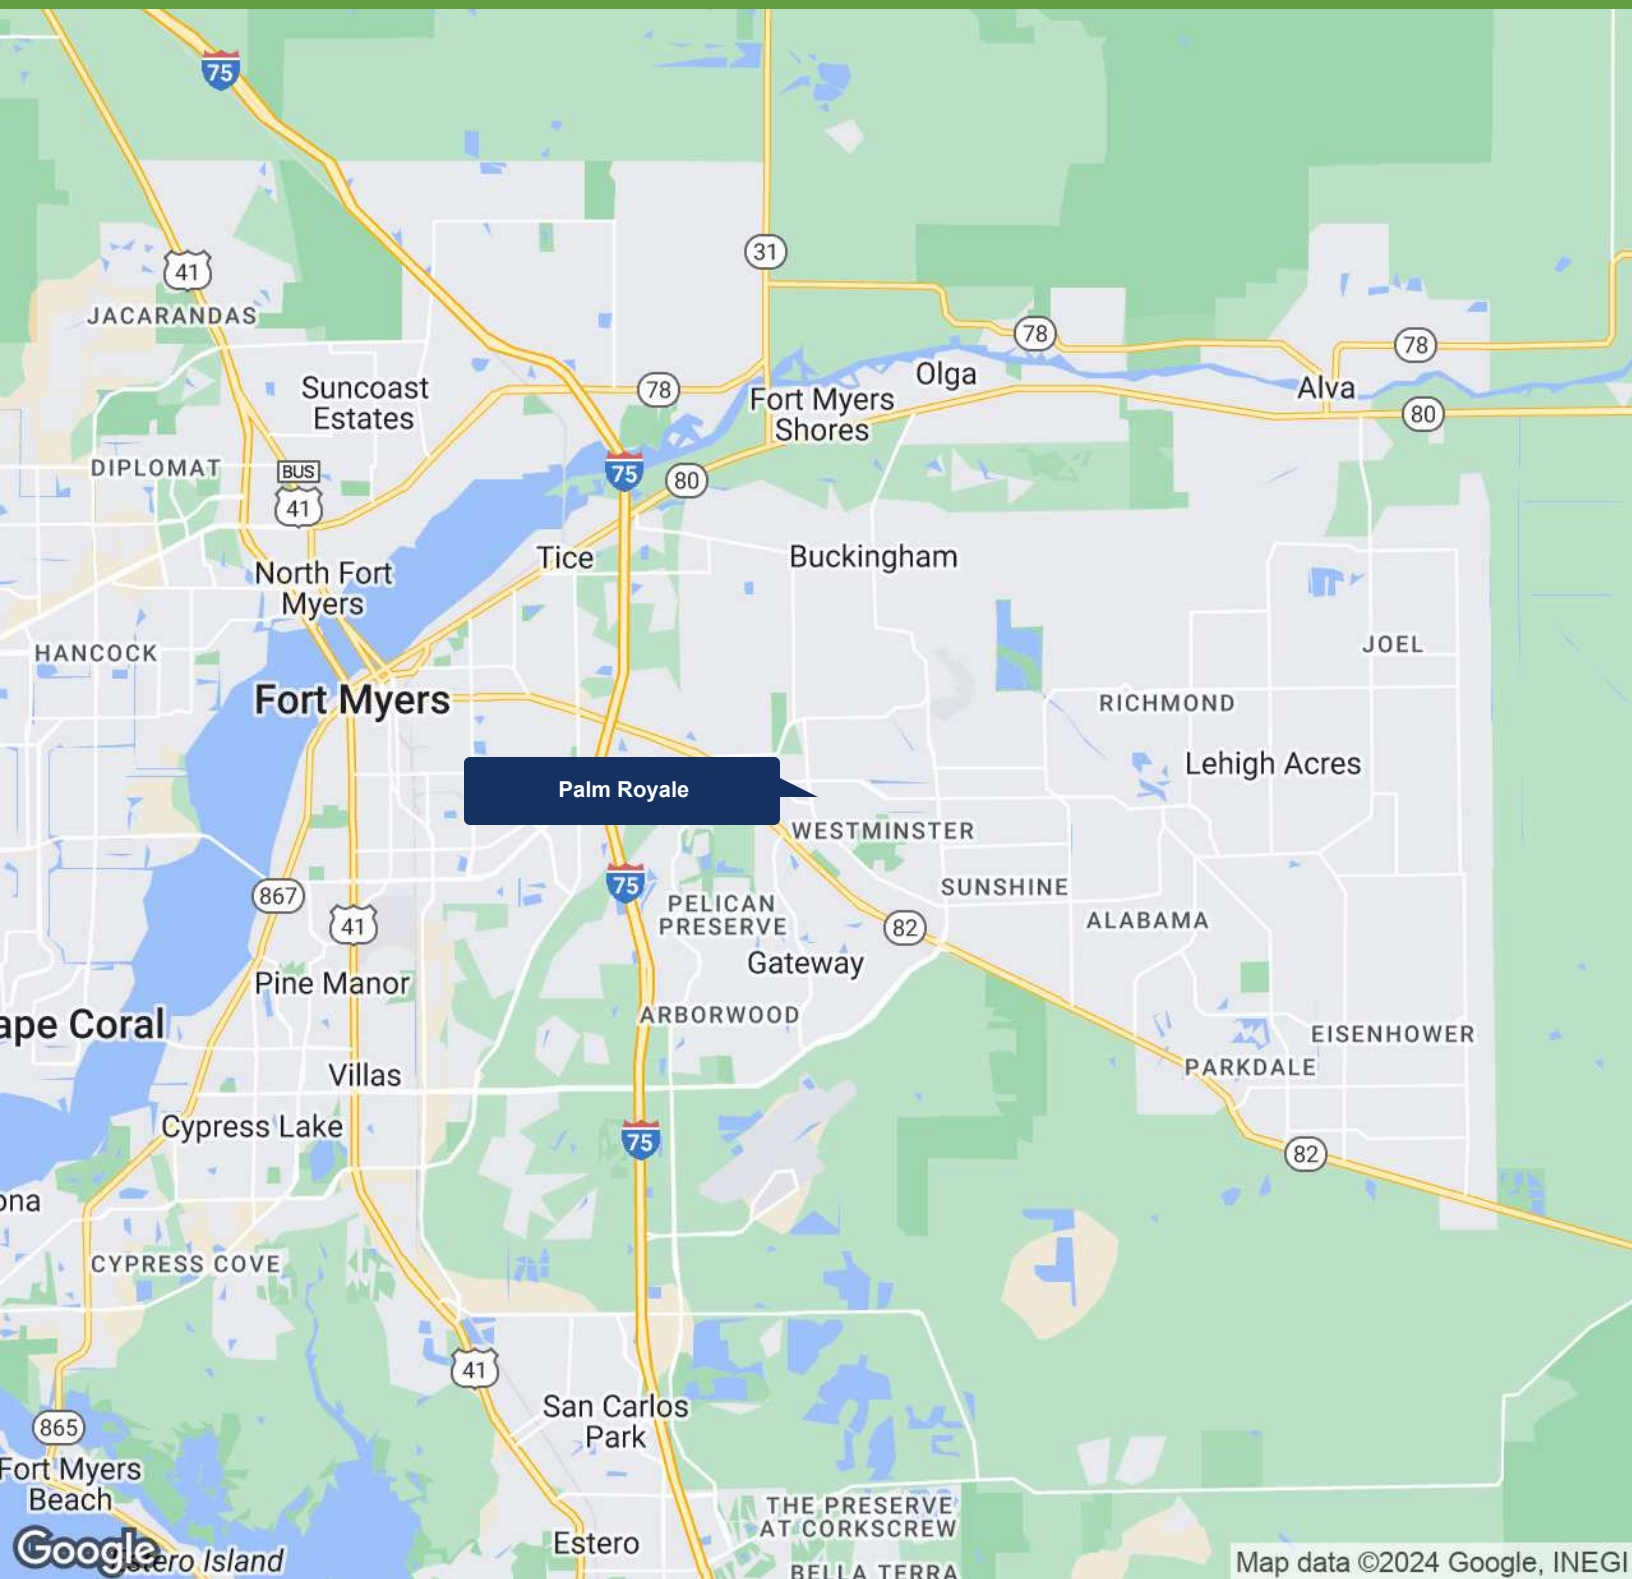 75
31
41
JACARANDAS
78
78
Olga
Suncoast
Estates
78
Alva
Fort Myers
Shores
80
DIPLOMAT
BUS
41
75
80
Tice
Buckingham
North Fort
Myers
HANCOCK
JOEL
Fort Myers
RICHMOND
Lehigh Acres
Palm Royale
WESTMINSTER
75
SUNSHINE
867
PELICAN
PRESERVE
41
82
ALABAMA
Gateway
Pine Manor
ape Coral
ARBORWOOD
EISENHOWER
Villas
PARKDALE
Cypress Lake
75
82
ona
CYPRESS COVE
41
San Carlos
Park
865
Fort Myers
Beach
THE PRESERVE
AT CORKSCREW
Estero
Google
Estero Island
BELLA TERRA
Map data ©2024 Google, INEGI